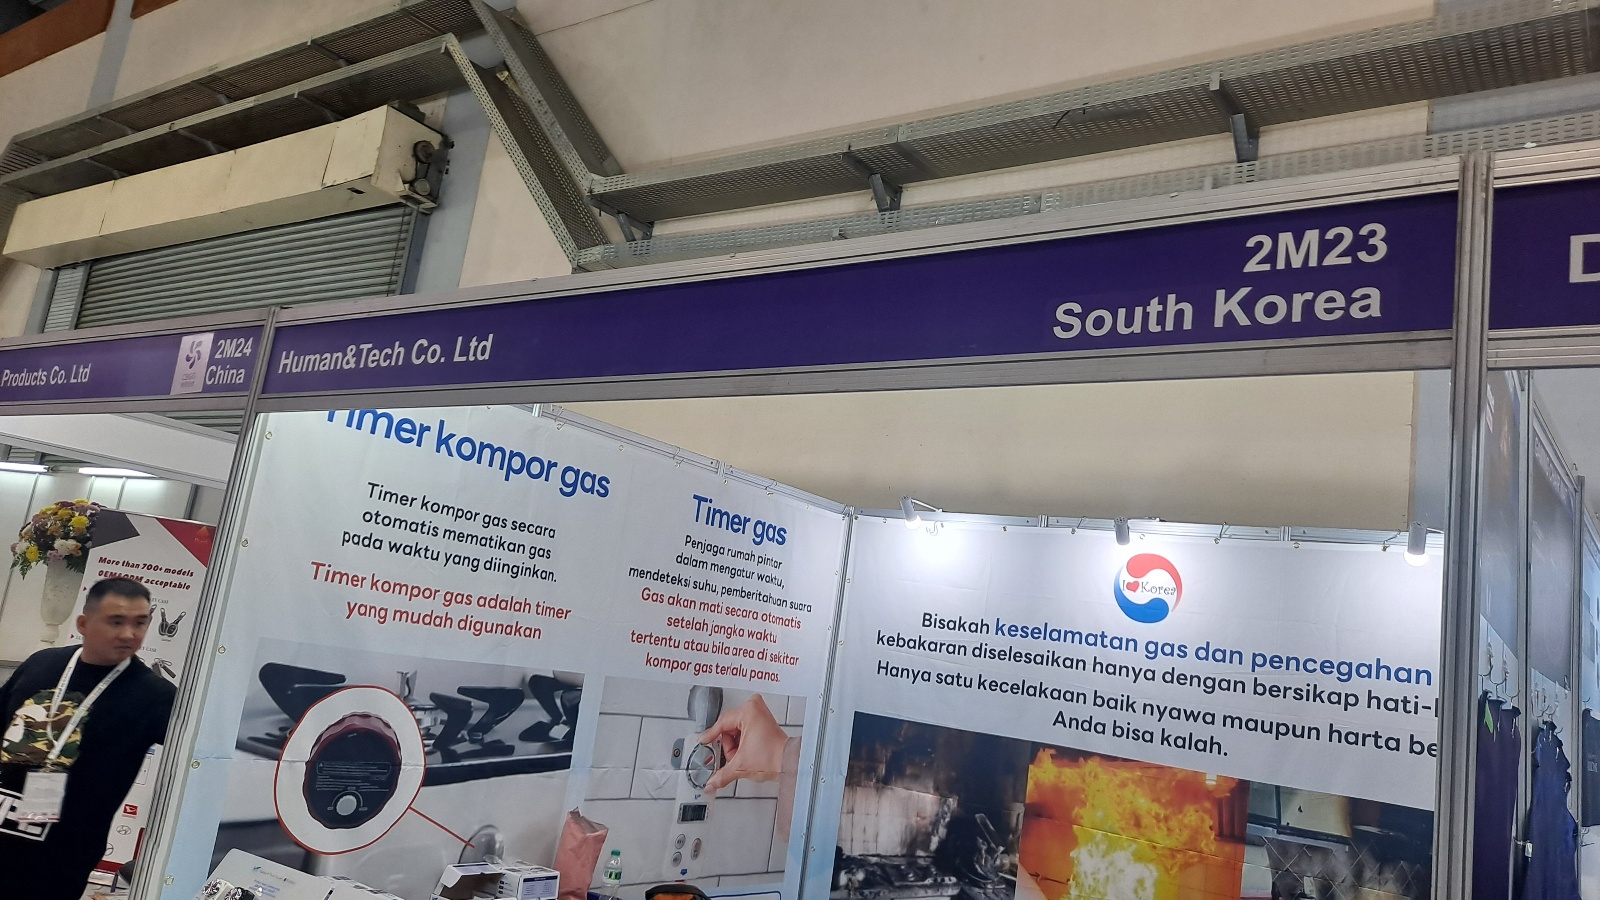 2M24
Products Co. Ltd
China
Human&Tech Co. Ltd
2M23
South Korea
D
Timer kompor gas
Timer kompor gas secara
otomatis mematikan gas
pada waktu yang diinginkan.
Timer kompor gas adalah timer
yang mudah digunakan
Timer gas
Penjaga rumah pintar
dalam mengatur waktu,
mendeteksi suhu, pemberitahuan suara
Gas akan mati secara otomatis
setelah jangka waktu
tertentu atau bila area di sekitar
kompor gas terlalu panas.
I ❤ Korea
Bisakah keselamatan gas dan pencegahan
kebakaran diselesaikan hanya dengan bersikap hati-
Hanya satu kecelakaan baik nyawa maupun harta be
Anda bisa kalah.
More than 700+ models
OEM&ODM acceptable